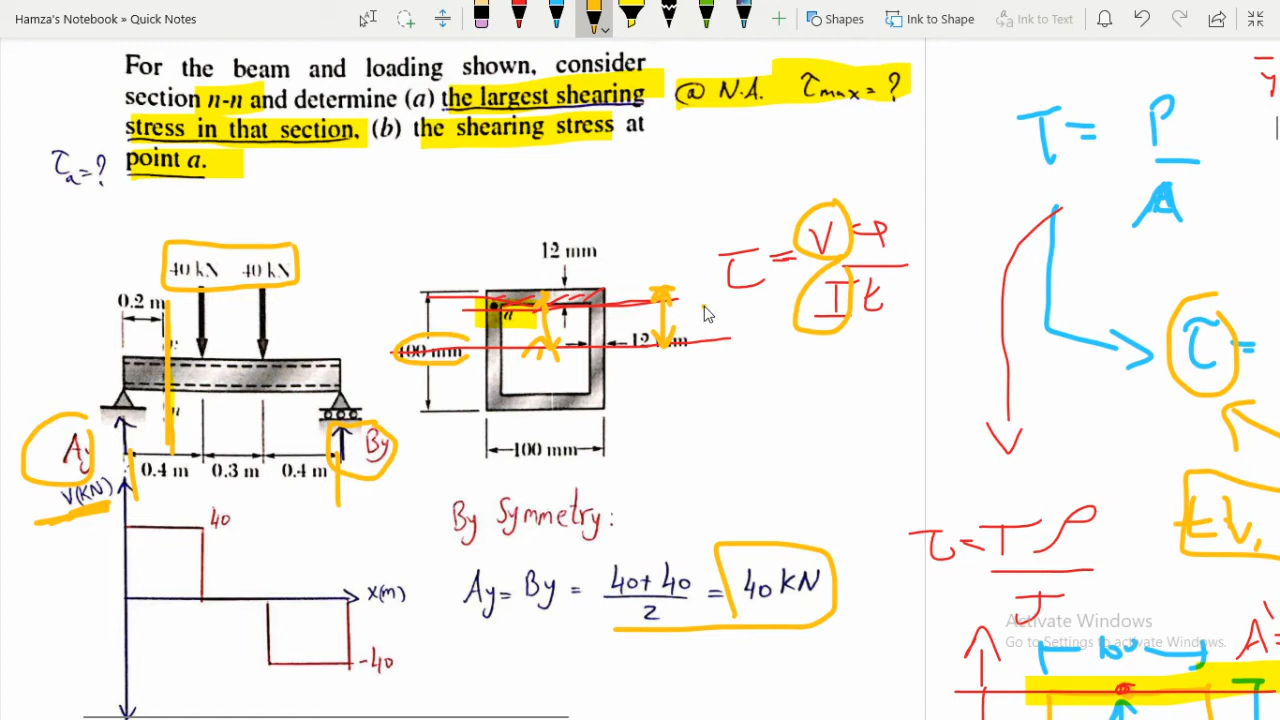 Hamza's Notebook » Quick Notes
Shapes
Ink to Shape
Ink to Text
For the beam and loading shown, consider
section n-n and determine (a) the largest shearing
stress in that section, (b) the shearing stress at
point a.
@ N.A. τmax = ?
τa = ?
40 kN 40 kN
0.2 m
n
0.4 m 0.3 m 0.4 m
Ay
By
12 mm
a
100 mm
12 m
100 mm
τ = V
I t
τ = P
A
τ =
τ = Tρ
J
V(KN)
40
X(m)
-40
By Symmetry:
Ay = By = 40+40
2
= 40 KN
Activate Windows
Go to Settings to activate Windows.
100
A' =
y